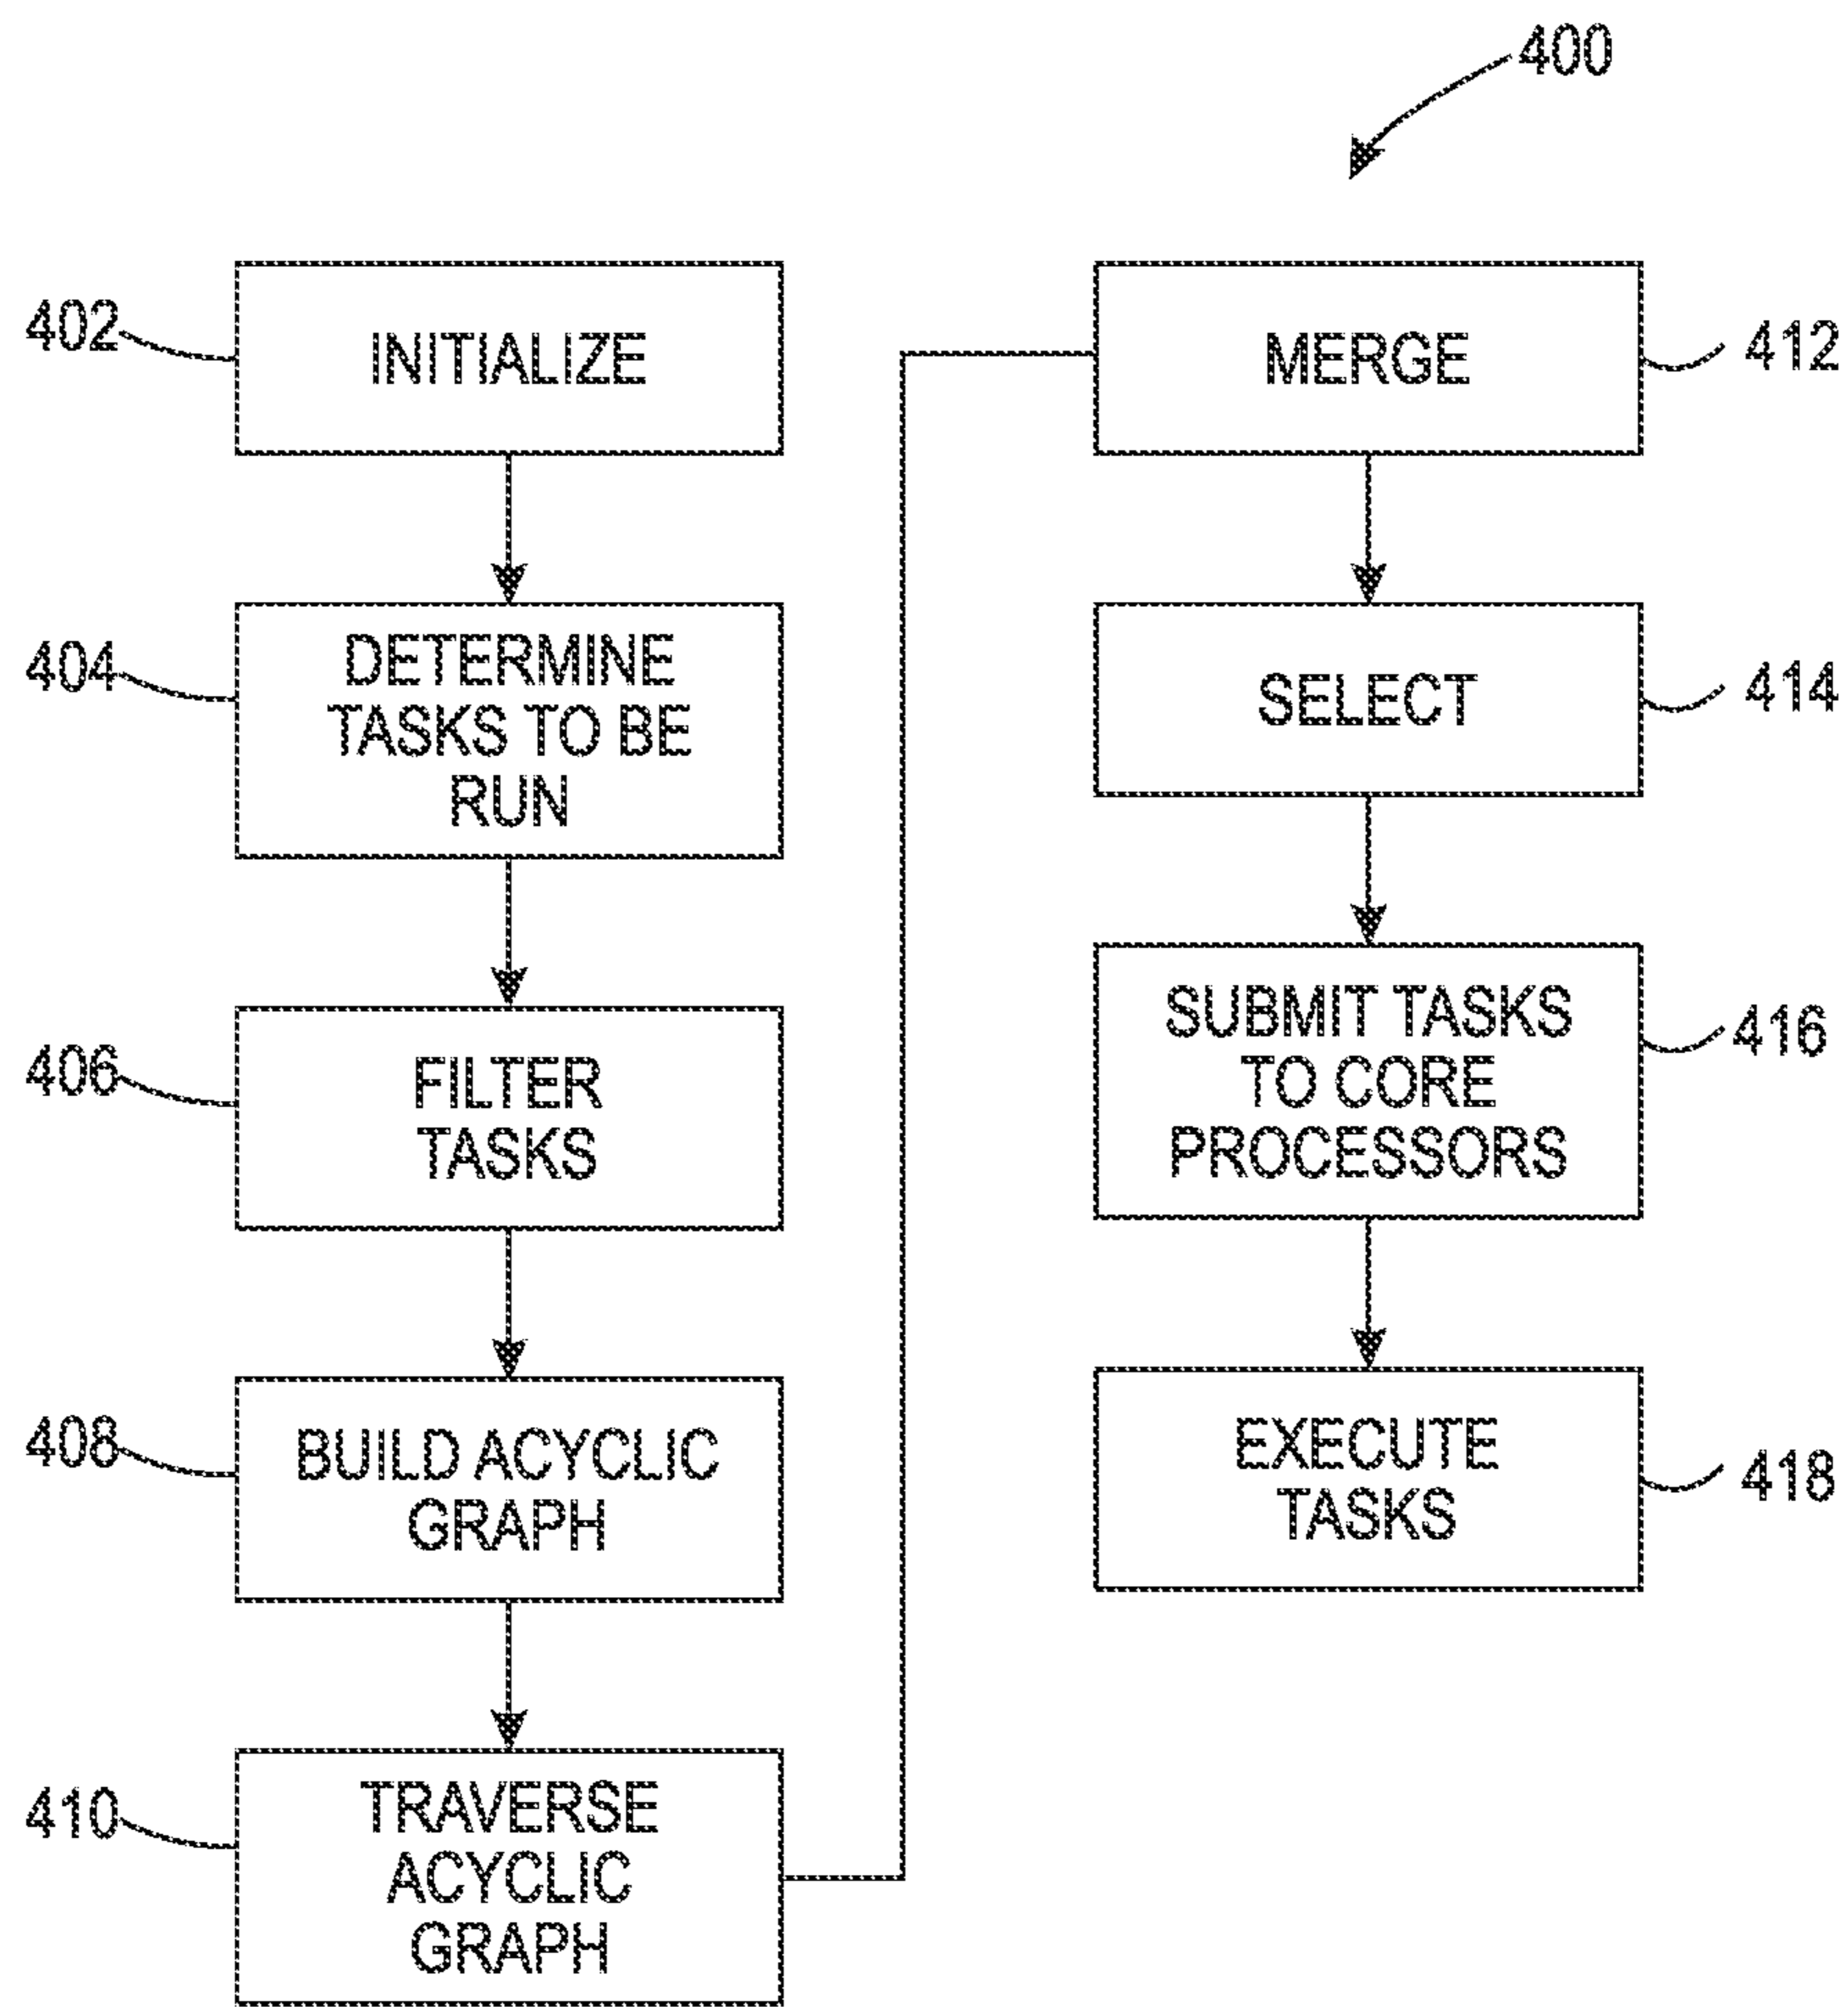 400
402
INITIALIZE
404
DETERMINE
TASKS TO BE
RUN
406
FILTER
TASKS
408
BUILD ACYCLIC
GRAPH
410
TRAVERSE
ACYCLIC
GRAPH
MERGE
412
SELECT
414
SUBMIT TASKS
TO CORE
PROCESSORS
416
EXECUTE
TASKS
418